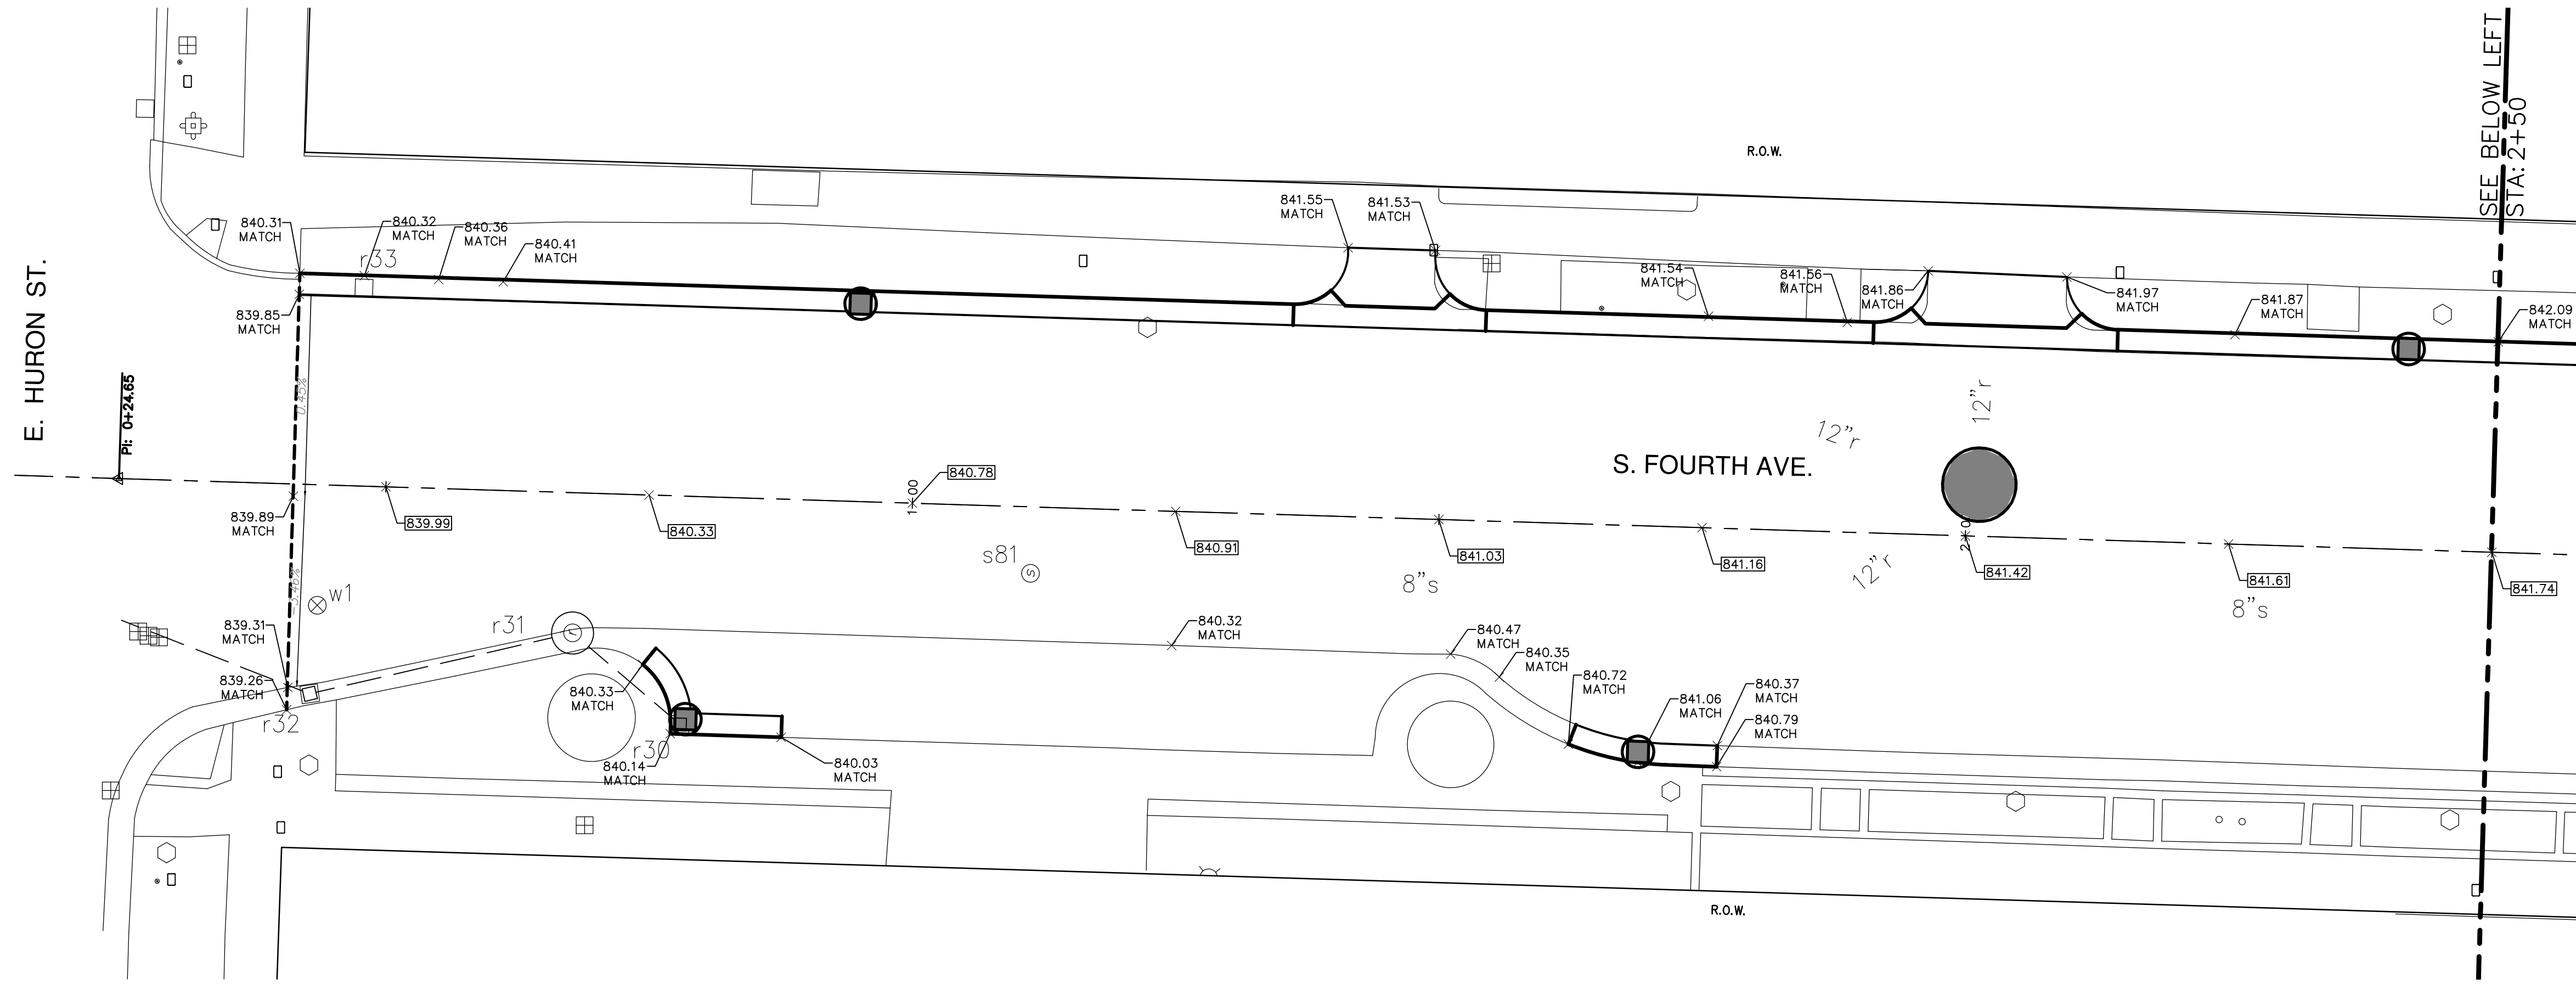 SEE BELOW LEFT
STA: 2+50
R.O.W.
E. HURON ST.
PI: 0+24.65
840.31
MATCH
840.32
MATCH
r33
840.36
MATCH
840.41
MATCH
841.55
MATCH
841.53
MATCH
841.54
MATCH
841.56
MATCH
841.86
MATCH
841.97
MATCH
841.87
MATCH
842.09
MATCH
839.85
MATCH
0.45%
12"r
12"r
S. FOURTH AVE.
839.89
MATCH
839.99
840.33
1+00
840.78
840.91
841.03
841.16
841.42
841.61
841.74
s81
S
8"s
12"r
8"s
-3.46%
w1
839.31
MATCH
r31
840.32
MATCH
840.47
MATCH
840.35
MATCH
839.26
MATCH
r32
840.33
MATCH
840.72
MATCH
841.06
MATCH
840.37
MATCH
840.79
MATCH
r30
840.14
MATCH
840.03
MATCH
R.O.W.